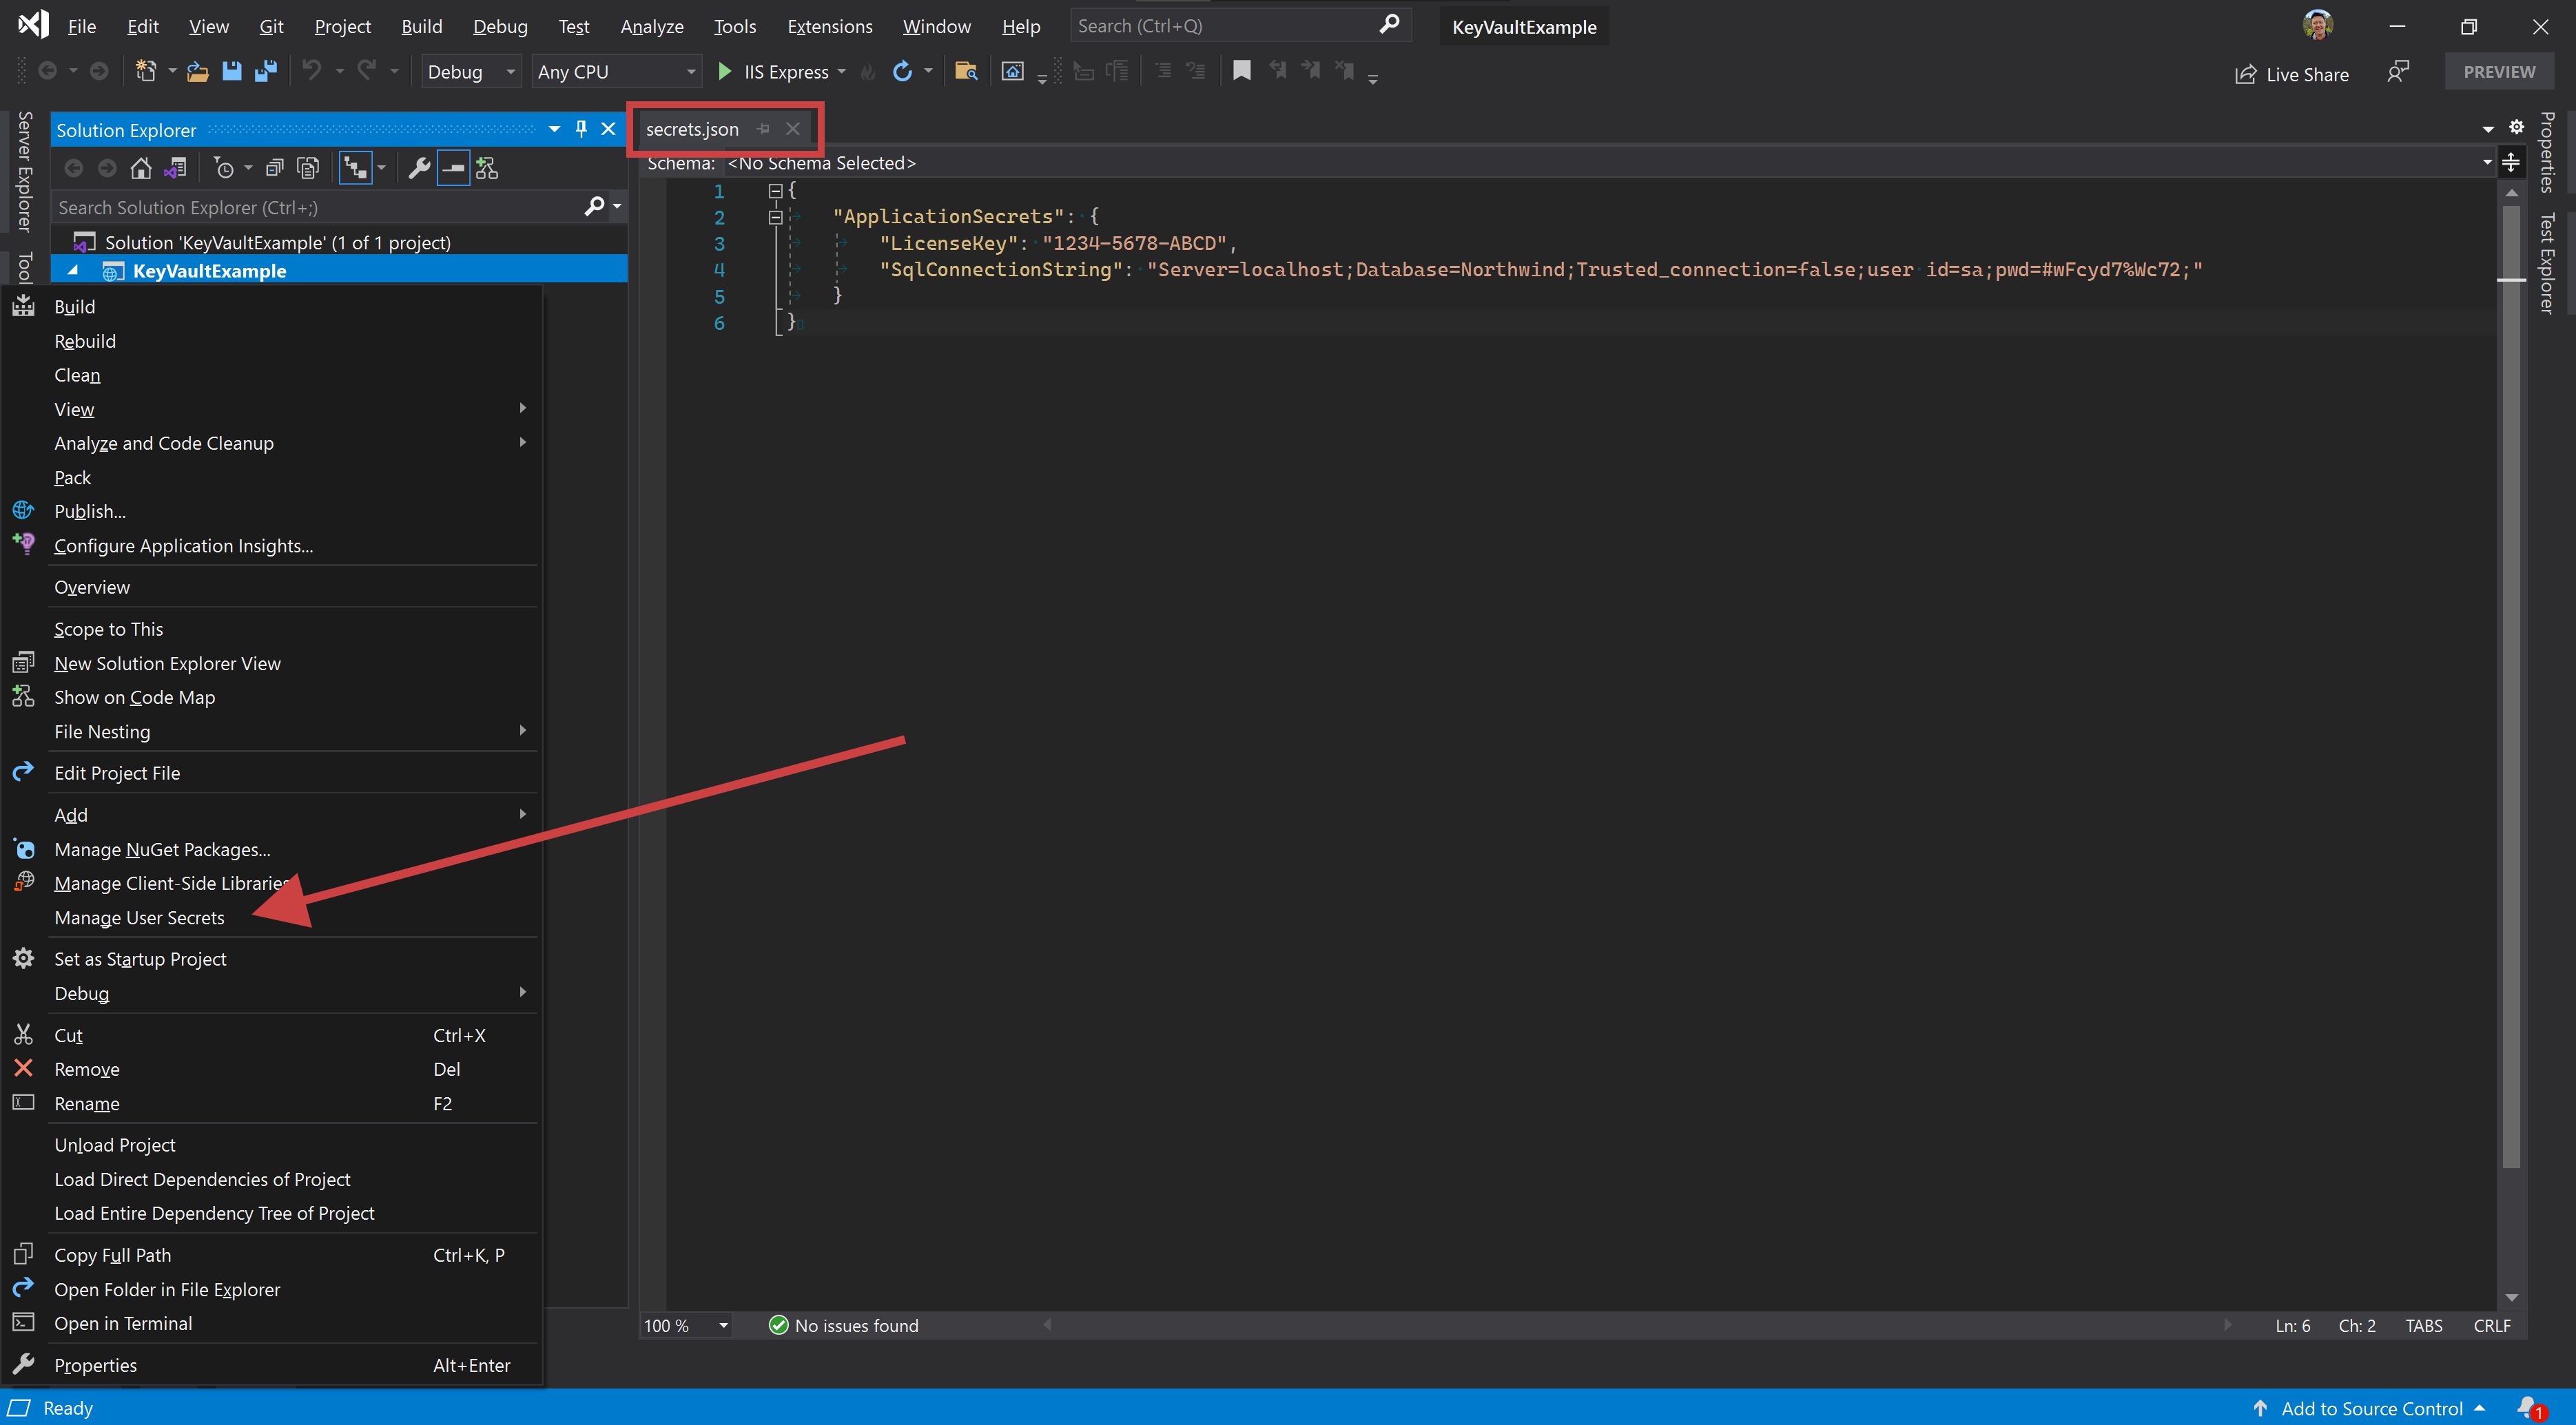 File Edit View Git Project Build Debug Test Analyze Tools Extensions Window Help Search (Ctrl+Q) KeyVaultExample
Debug Any CPU IIS Express Live Share PREVIEW
Server Explorer
Tool
Solution Explorer
Search Solution Explorer (Ctrl+;)
Solution 'KeyVaultExample' (1 of 1 project)
KeyVaultExample
Build
Rebuild
Clean
View
Analyze and Code Cleanup
Pack
Publish...
Configure Application Insights...
Overview
Scope to This
New Solution Explorer View
Show on Code Map
File Nesting
Edit Project File
Add
Manage NuGet Packages...
Manage Client-Side Libraries
Manage User Secrets
Set as Startup Project
Debug
Cut Ctrl+X
Remove Del
Rename F2
Unload Project
Load Direct Dependencies of Project
Load Entire Dependency Tree of Project
Copy Full Path Ctrl+K, P
Open Folder in File Explorer
Open in Terminal
Properties Alt+Enter
secrets.json
Schema: <No Schema Selected>
1 {
2 "ApplicationSecrets": {
3 "LicenseKey": "1234-5678-ABCD",
4 "SqlConnectionString": "Server=localhost;Database=Northwind;Trusted_connection=false;user id=sa;pwd=#wFcyd7%Wc72;"
5 }
6 }
100 % No issues found Ln: 6 Ch: 2 TABS CRLF
Properties
Test Explorer
Ready Add to Source Control 1